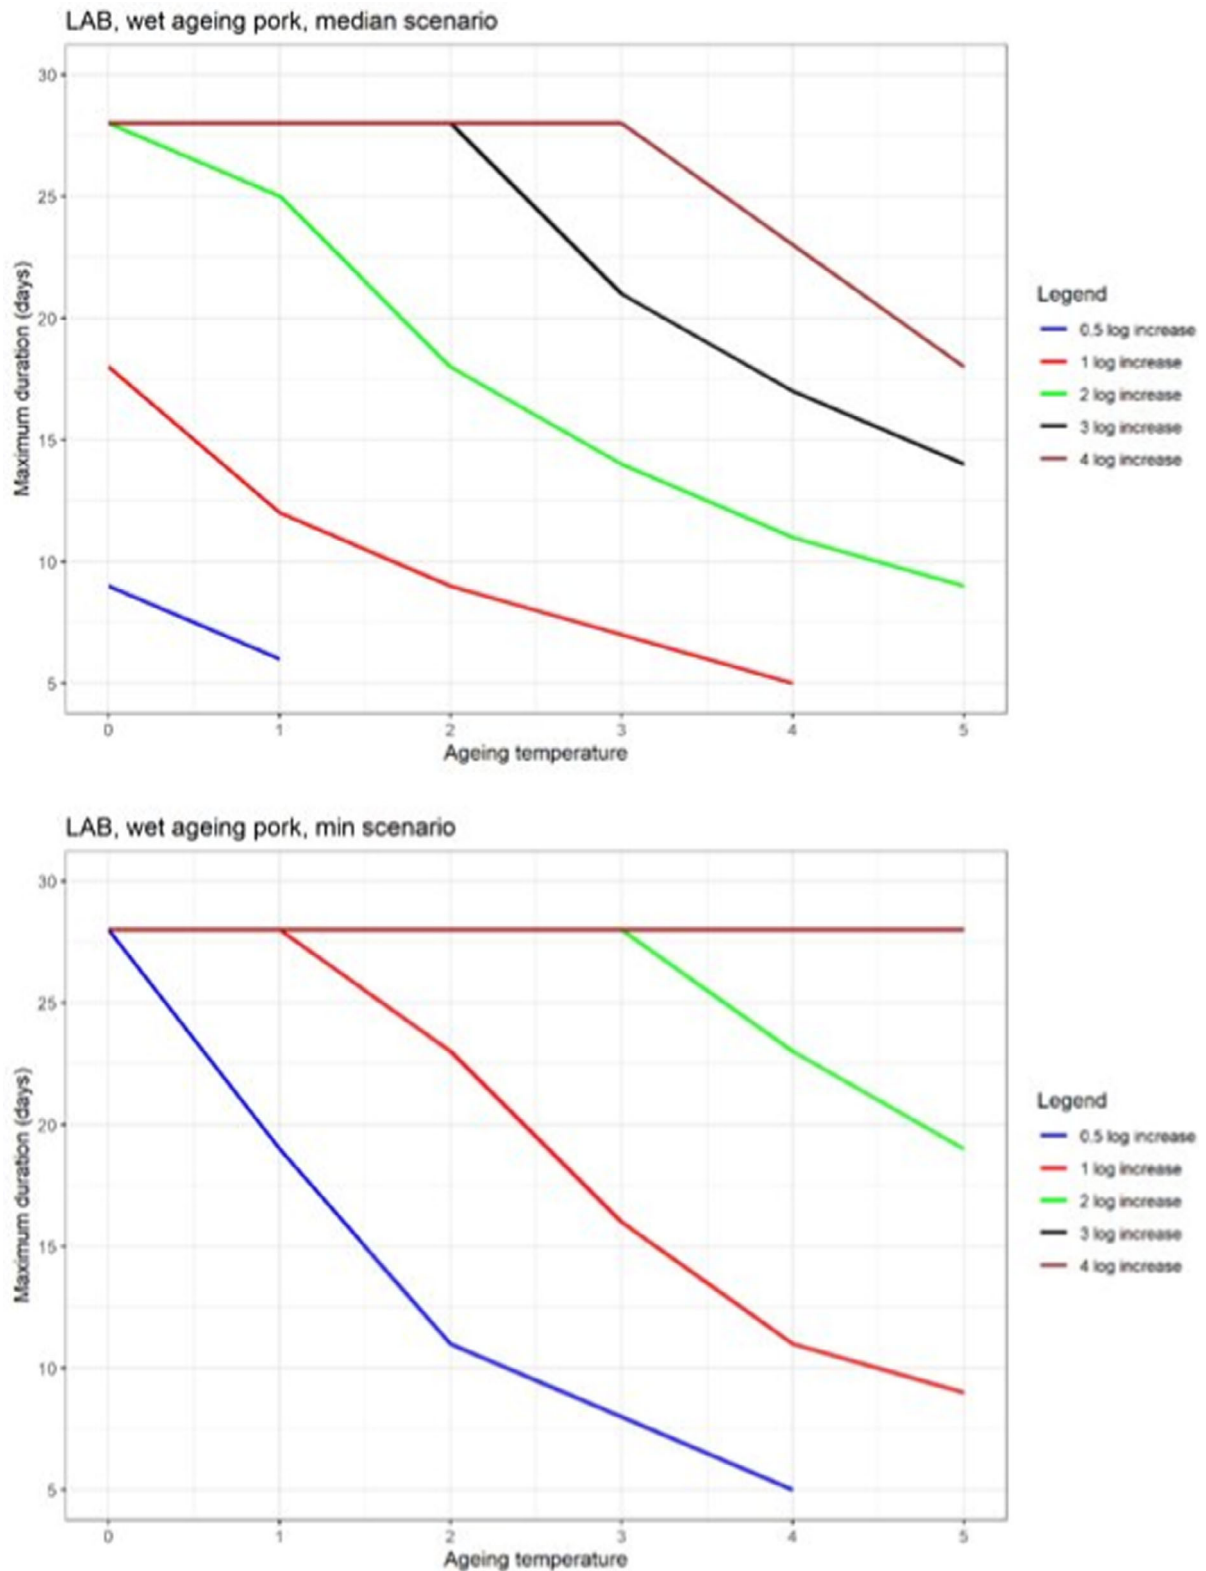 LAB, wet ageing pork, median scenario
30
25
20
15
10
5
Maximum duration (days)
0 1 2 3 4 5
Ageing temperature
Legend
0.5 log increase
1 log increase
2 log increase
3 log increase
4 log increase
LAB, wet ageing pork, min scenario
30
25
20
15
10
5
Maximum duration (days)
0 1 2 3 4 5
Ageing temperature
Legend
0.5 log increase
1 log increase
2 log increase
3 log increase
4 log increase